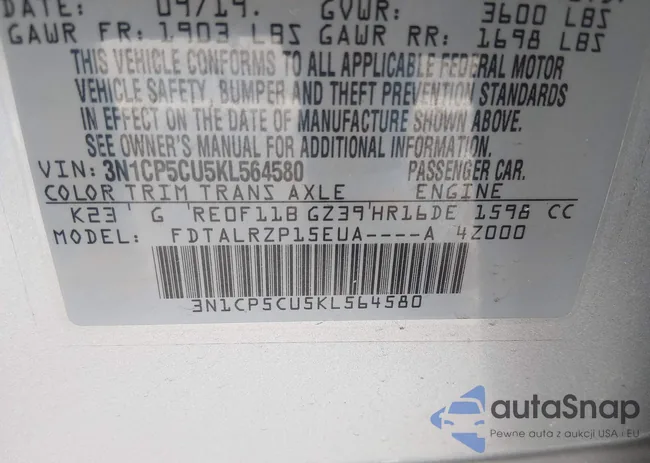 DATE: 04/19. GVWR: 3600 LBS
GAWR FR: 1903 LBS GAWR RR: 1698 LBS
THIS VEHICLE CONFORMS TO ALL APPLICABLE FEDERAL MOTOR
VEHICLE SAFETY, BUMPER AND THEFT PREVENTION STANDARDS
IN EFFECT ON THE DATE OF MANUFACTURE SHOWN ABOVE.
SEE OWNER'S MANUAL FOR ADDITIONAL INFORMATION.
VIN: 3N1CP5CU5KL564580 PASSENGER CAR.
COLOR TRIM TRANS AXLE ENGINE
K23 G RE0F11B GZ39 HR16DE 1598 CC
MODEL: FDTALRZP15EUA----A 4Z000
3N1CP5CU5KL564580
autoSnap
Pewne auta z aukcji USA i EU